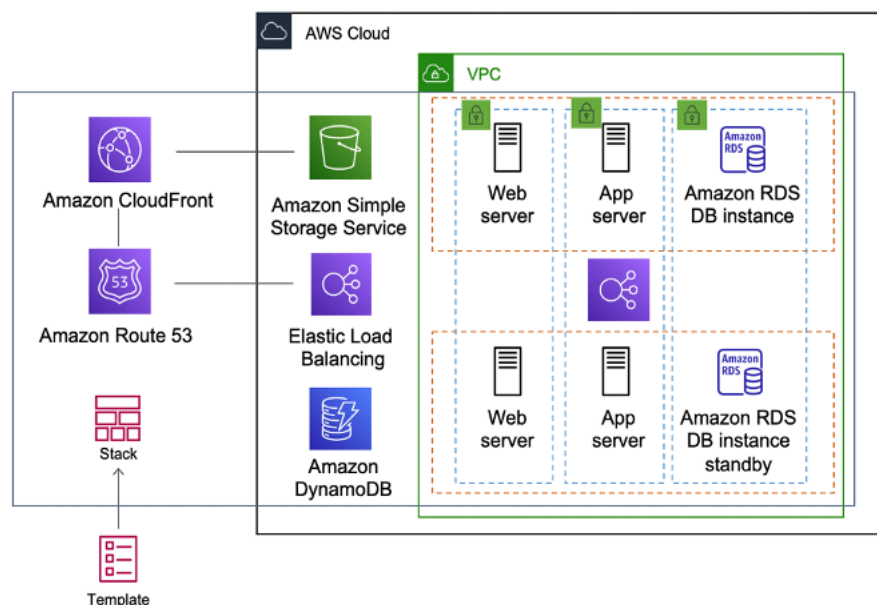 AWS Cloud
VPC
Amazon CloudFront
Amazon Simple
Storage Service
Web
server
App
server
Amazon
RDS
Amazon RDS
DB instance
53
Amazon Route 53
Elastic Load
Balancing
Stack
Amazon
DynamoDB
Web
server
App
server
Amazon
RDS
Amazon RDS
DB instance
standby
Template